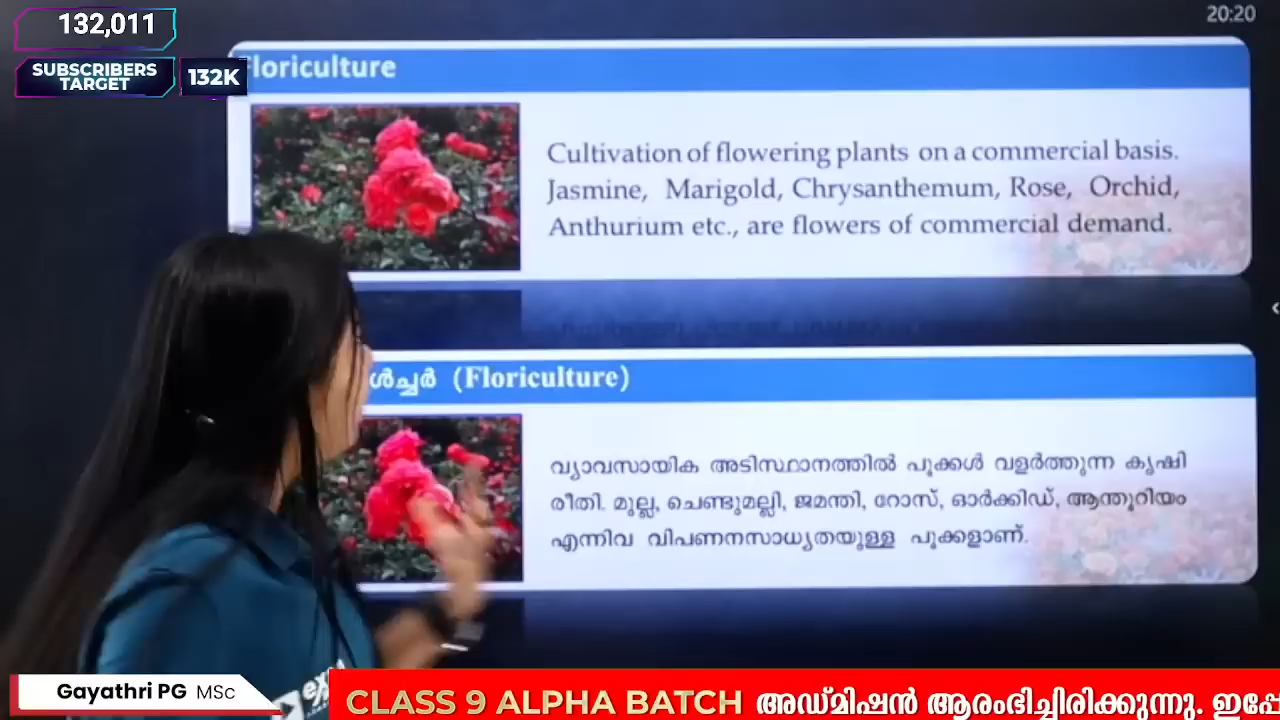 132,011
20:20
SUBSCRIBERS
TARGET
132K
loriculture
Cultivation of flowering plants on a commercial basis.
Jasmine, Marigold, Chrysanthemum, Rose, Orchid,
Anthurium etc., are flowers of commercial demand.
ൾച്ചർ (Floriculture)
വ്യാവസായിക അടിസ്ഥാനത്തിൽ പൂക്കൾ വളർത്തുന്ന കൃഷി
രീതി. മുല്ല, ചെണ്ടുമല്ലി, ജമന്തി, റോസ്, ഓർക്കിഡ്, ആന്തൂറിയം
എന്നിവ വിപണനസാധ്യതയുള്ള പൂക്കളാണ്.
Gayathri PG MSc
CLASS 9 ALPHA BATCH അഡ്മിഷൻ ആരംഭിച്ചിരിക്കുന്നു. ഇപ്പോ